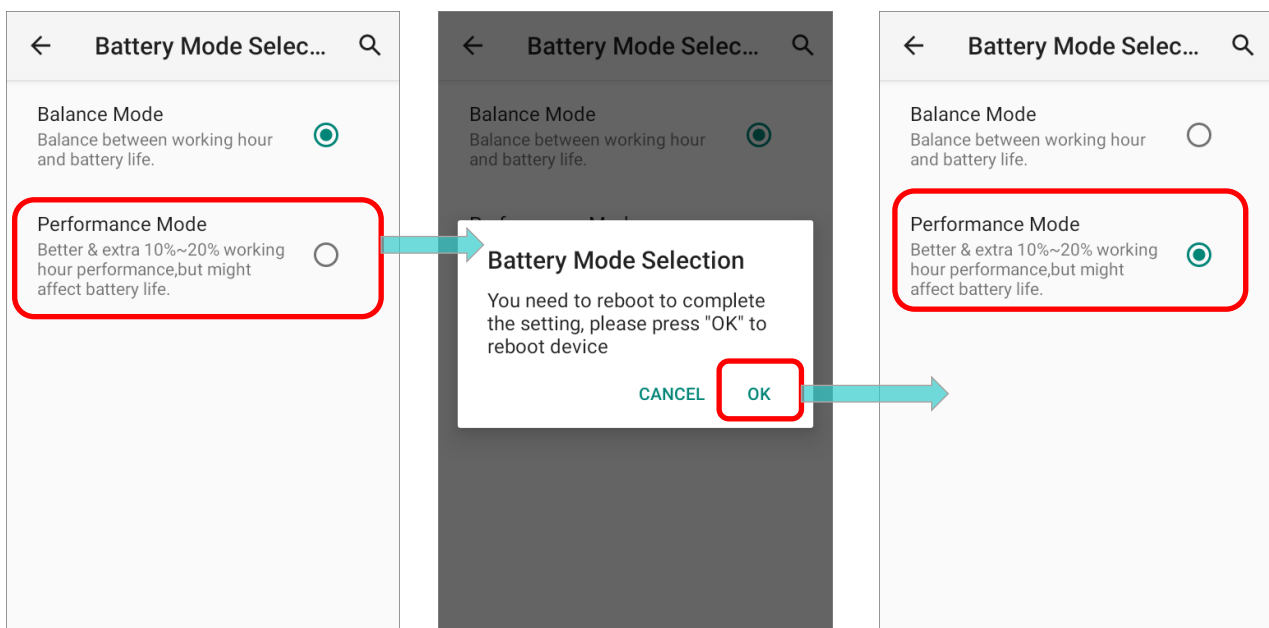 Battery Mode Selec...
Balance Mode
Balance between working hour
and battery life.
Performance Mode
Better & extra 10%~20% working
hour performance,but might
affect battery life.
Battery Mode Selec...
Balance Mode
Balance between working hour
and battery life.
Battery Mode Selection
You need to reboot to complete
the setting, please press "OK" to
reboot device
CANCEL OK
Battery Mode Selec...
Balance Mode
Balance between working hour
and battery life.
Performance Mode
Better & extra 10%~20% working
hour performance,but might
affect battery life.